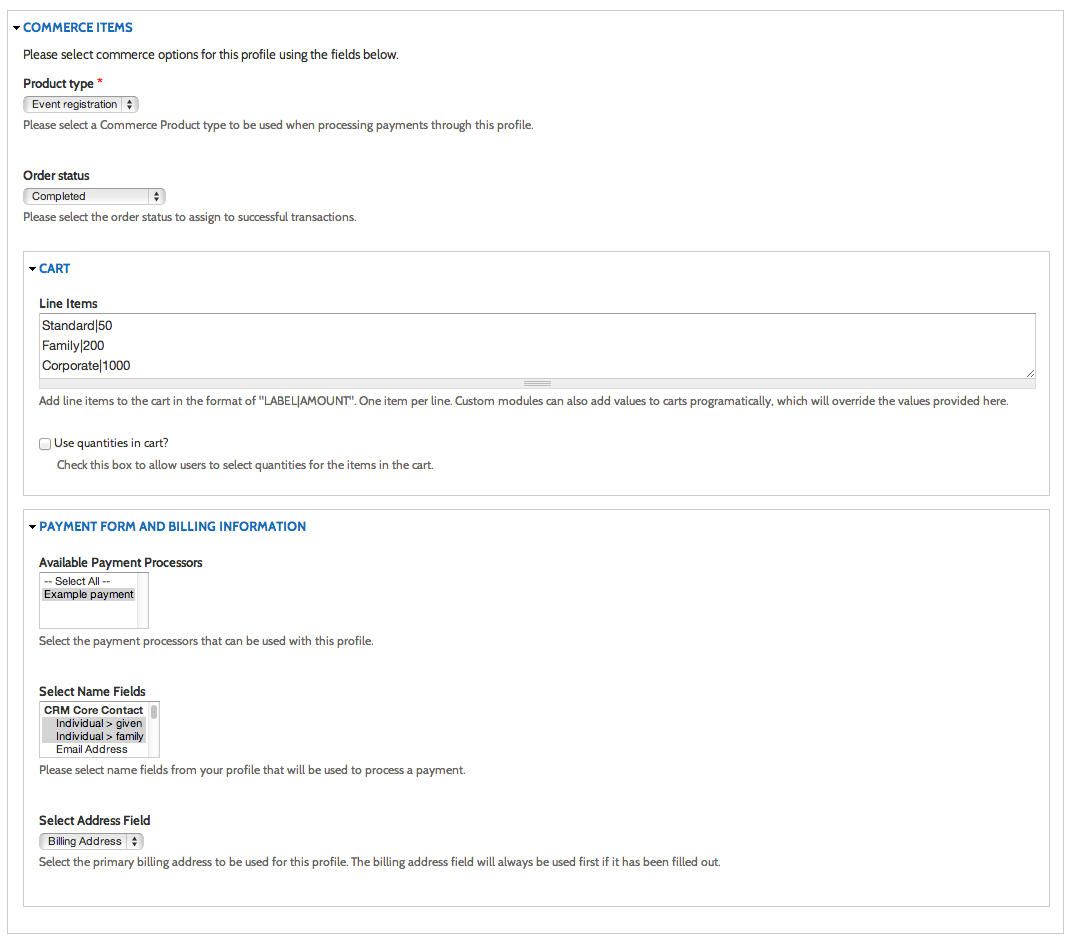 COMMERCE ITEMS
Please select commerce options for this profile using the fields below.
Product type *
Event registration
Please select a Commerce Product type to be used when processing payments through this profile.
Order status
Completed
Please select the order status to assign to successful transactions.
CART
Line Items
Standard|50
Family|200
Corporate|1000
Add line items to the cart in the format of "LABEL|AMOUNT". One item per line. Custom modules can also add values to carts programatically, which will override the values provided here.
Use quantities in cart?
Check this box to allow users to select quantities for the items in the cart.
PAYMENT FORM AND BILLING INFORMATION
Available Payment Processors
-- Select All --
Example payment
Select the payment processors that can be used with this profile.
Select Name Fields
CRM Core Contact
Individual > given
Individual > family
Email Address
Please select name fields from your profile that will be used to process a payment.
Select Address Field
Billing Address
Select the primary billing address to be used for this profile. The billing address field will always be used first if it has been filled out.